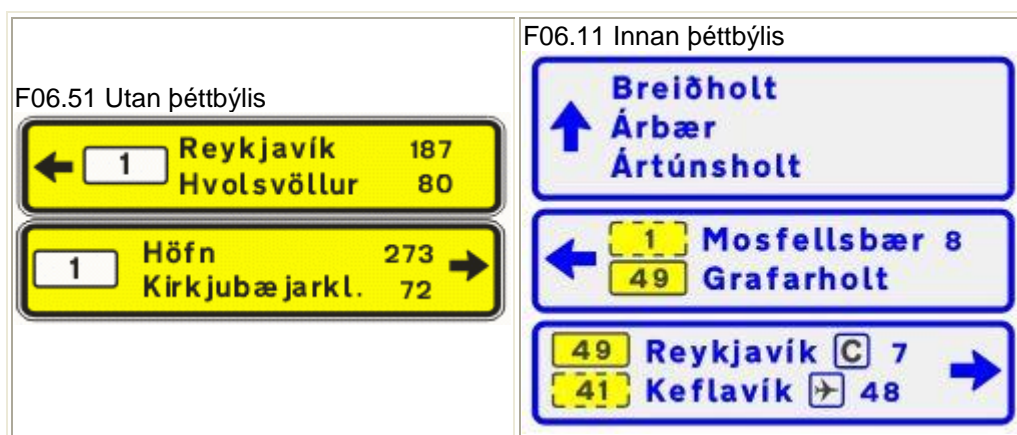 F06.51 Utan þéttbýlis
1 Reykjavík 187
Hvolsvöllur 80
1 Höfn 273
Kirkjubæjarkl. 72
F06.11 Innan þéttbýlis
Breiðholt
Árbær
Ártúnsholt
1 Mosfellsbær 8
49 Grafarholt
49 Reykjavík C 7
41 Keflavík 48